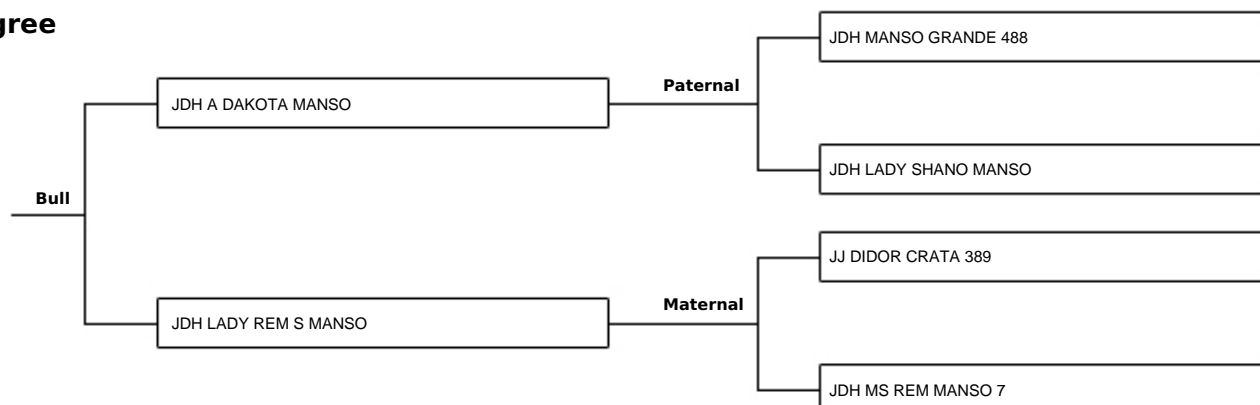 gree
JDH MANSO GRANDE 488
Paternal
JDH A DAKOTA MANSO
JDH LADY SHANO MANSO
Bull
JJ DIDOR CRATA 389
Maternal
JDH LADY REM S MANSO
JDH MS REM MANSO 7